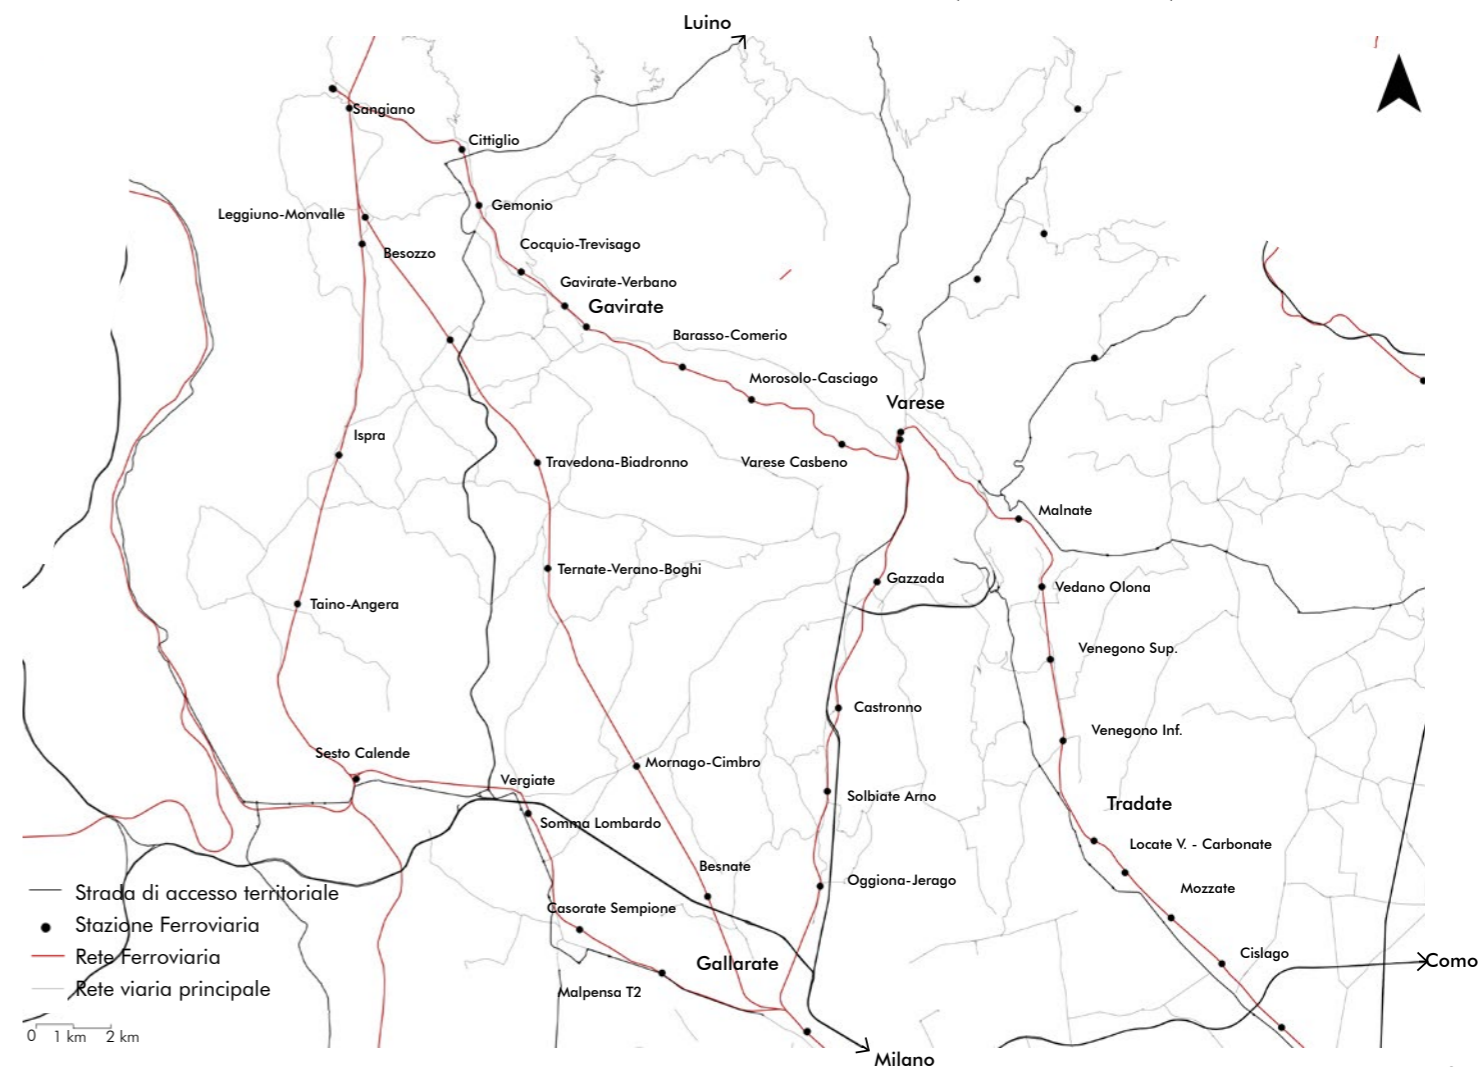 Luino
Sangiano
Cittiglio
Gemonio
Leggiuno-Monvalle
Cocquio-Trevisago
Besozzo
Gavirate-Verbano
Gavirate
Barasso-Comerio
Morosolo-Casciago
Varese
Ispra
Travedona-Biadronno
Varese Casbeno
Malnate
Ternate-Verano-Boghi
Gazzada
Vedano Olona
Taino-Angera
Venegono Sup.
Castronno
Venegono Inf.
Sesto Calende
Mornago-Cimbro
Vergiate
Solbiate Arno
Tradate
Somma Lombardo
Locate V. - Carbonate
Besnate
Oggiona-Jerago
Mozzate
Strada di accesso territoriale
Casorate Sempione
Stazione Ferroviaria
Rete Ferroviaria
Gallarate
Cislago
Como
Rete viaria principale
Malpensa T2
0 1 km 2 km
Milano